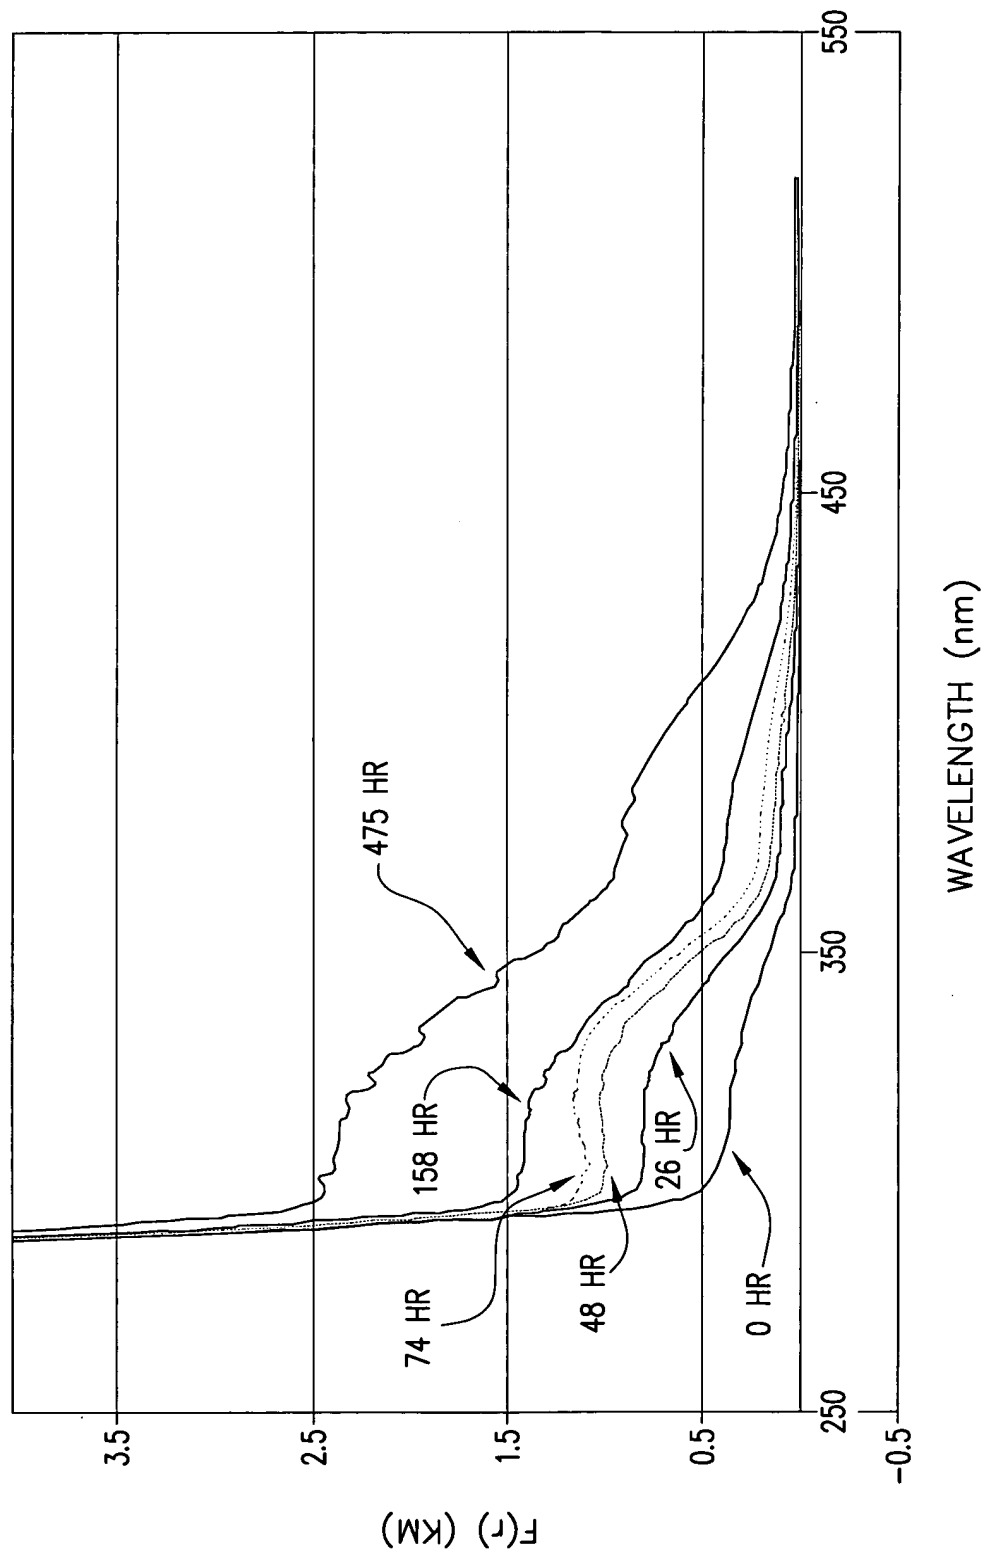 F(r) (KM)
3.5
2.5
1.5
0.5
-0.5
475 HR
158 HR
74 HR
48 HR
26 HR
0 HR
250
350
450
550
WAVELENGTH (nm)